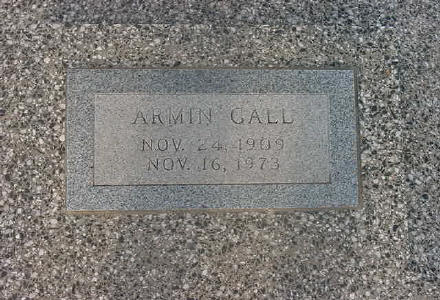 ARMIN GALL
NOV. 24, 1909
NOV. 16, 1973